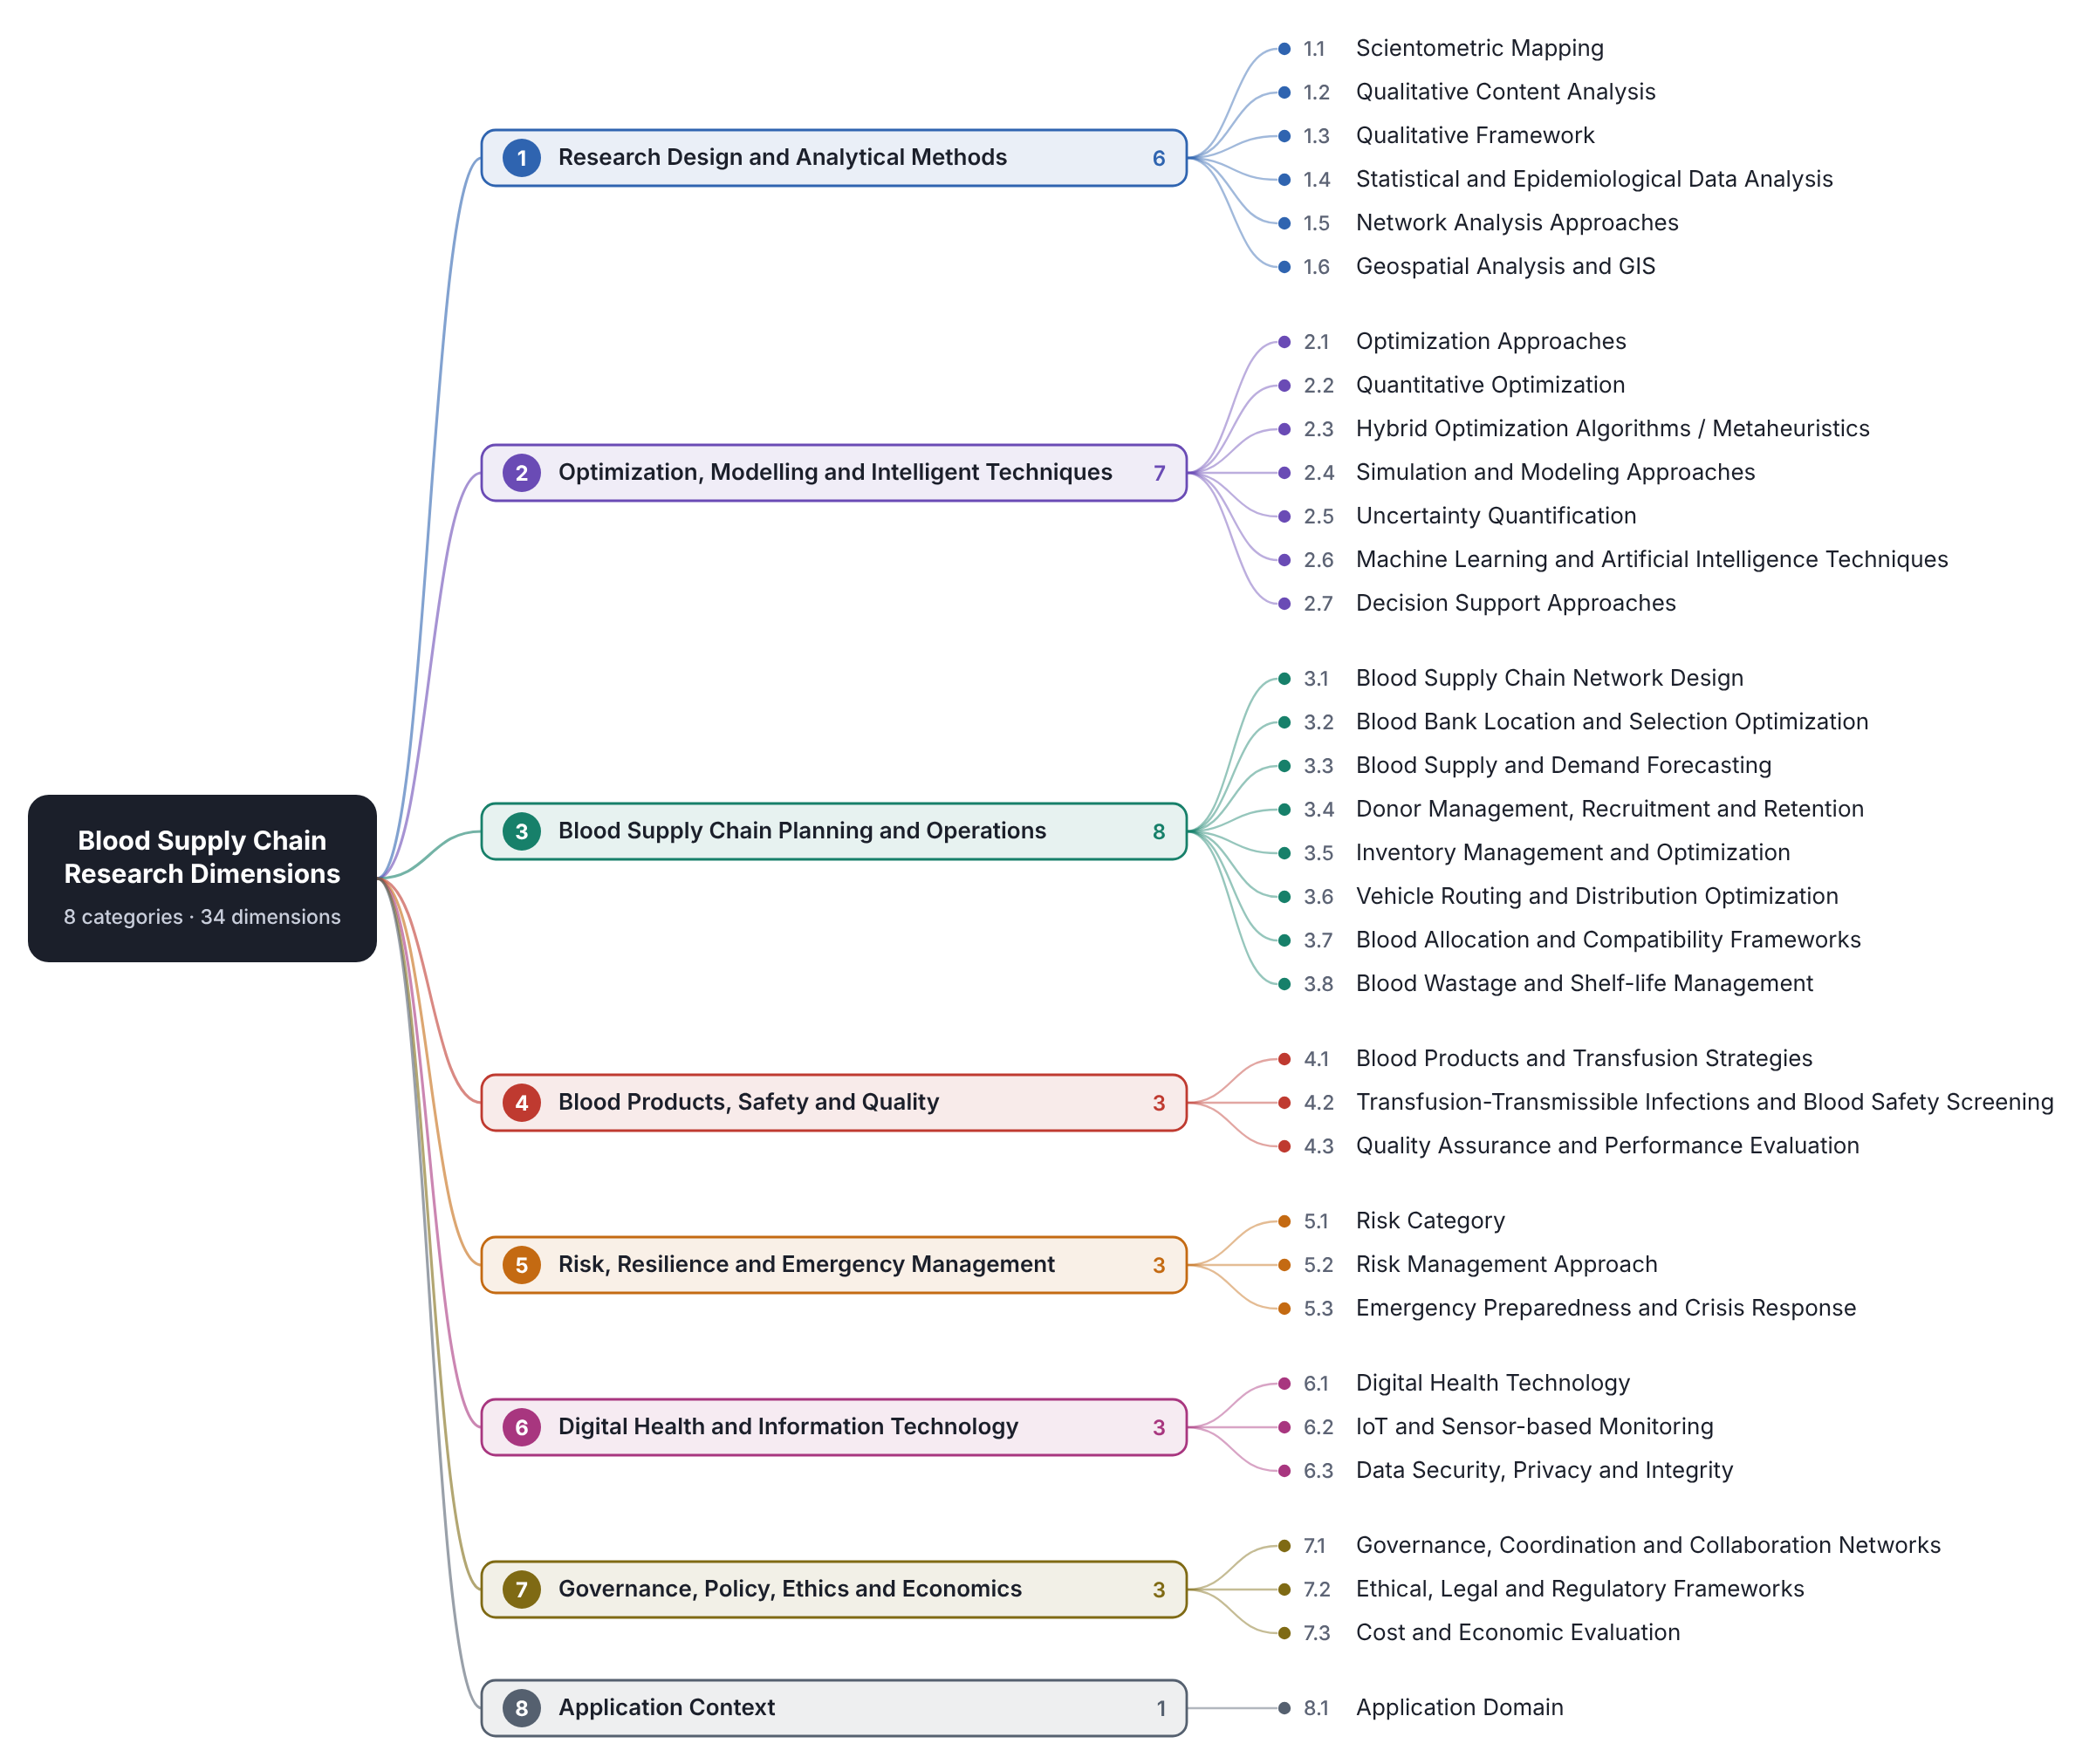 Blood Supply Chain
Research Dimensions
8 categories · 34 dimensions
1 Research Design and Analytical Methods 6
1.1 Scientometric Mapping
1.2 Qualitative Content Analysis
1.3 Qualitative Framework
1.4 Statistical and Epidemiological Data Analysis
1.5 Network Analysis Approaches
1.6 Geospatial Analysis and GIS
2 Optimization, Modelling and Intelligent Techniques 7
2.1 Optimization Approaches
2.2 Quantitative Optimization
2.3 Hybrid Optimization Algorithms / Metaheuristics
2.4 Simulation and Modeling Approaches
2.5 Uncertainty Quantification
2.6 Machine Learning and Artificial Intelligence Techniques
2.7 Decision Support Approaches
3 Blood Supply Chain Planning and Operations 8
3.1 Blood Supply Chain Network Design
3.2 Blood Bank Location and Selection Optimization
3.3 Blood Supply and Demand Forecasting
3.4 Donor Management, Recruitment and Retention
3.5 Inventory Management and Optimization
3.6 Vehicle Routing and Distribution Optimization
3.7 Blood Allocation and Compatibility Frameworks
3.8 Blood Wastage and Shelf-life Management
4 Blood Products, Safety and Quality 3
4.1 Blood Products and Transfusion Strategies
4.2 Transfusion-Transmissible Infections and Blood Safety Screening
4.3 Quality Assurance and Performance Evaluation
5 Risk, Resilience and Emergency Management 3
5.1 Risk Category
5.2 Risk Management Approach
5.3 Emergency Preparedness and Crisis Response
6 Digital Health and Information Technology 3
6.1 Digital Health Technology
6.2 IoT and Sensor-based Monitoring
6.3 Data Security, Privacy and Integrity
7 Governance, Policy, Ethics and Economics 3
7.1 Governance, Coordination and Collaboration Networks
7.2 Ethical, Legal and Regulatory Frameworks
7.3 Cost and Economic Evaluation
8 Application Context 1
8.1 Application Domain